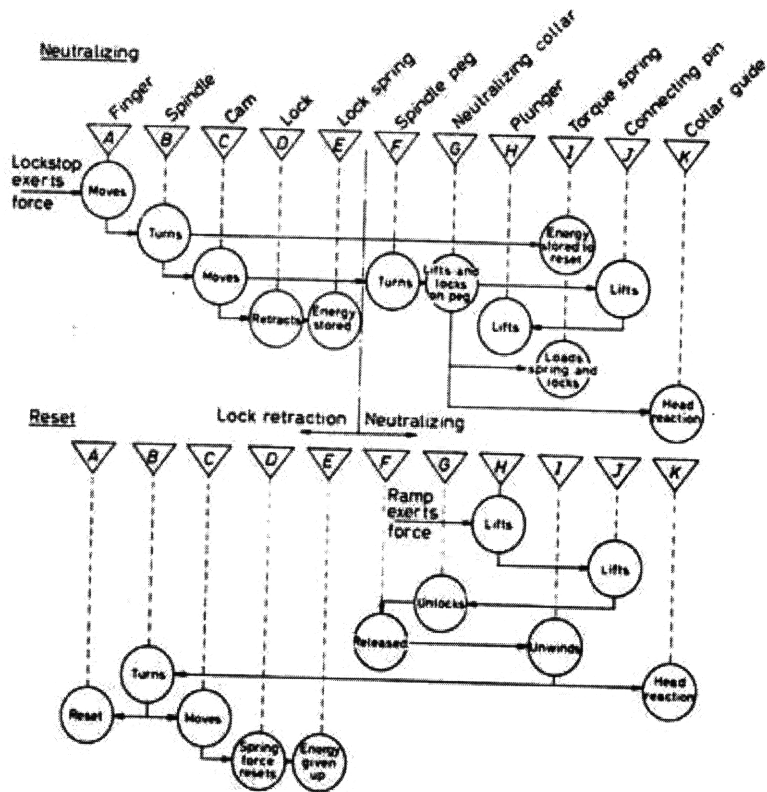 Neutralizing
Finger
Spindle
Cam
Lock
Lock spring
Spindle peg
Neutralizing collar
Plunger
Torque spring
Connecting pin
Collar guide
A
B
C
D
E
F
G
H
I
J
K
Lockstop
exerts
force
Moves
Turns
Energy
stored to
reset
Moves
Turns
Lifts and
locks
on peg
Lifts
Retracts
Energy
stored
Lifts
Loads
spring and
locks
Head
reaction
Lock retraction
Neutralizing
Reset
A
B
C
D
E
F
G
H
I
J
K
Ramp
exerts
force
Lifts
Lifts
Unlocks
Released
Unwinds
Turns
Head
reaction
Reset
Moves
Spring
force
resets
Energy
given
up